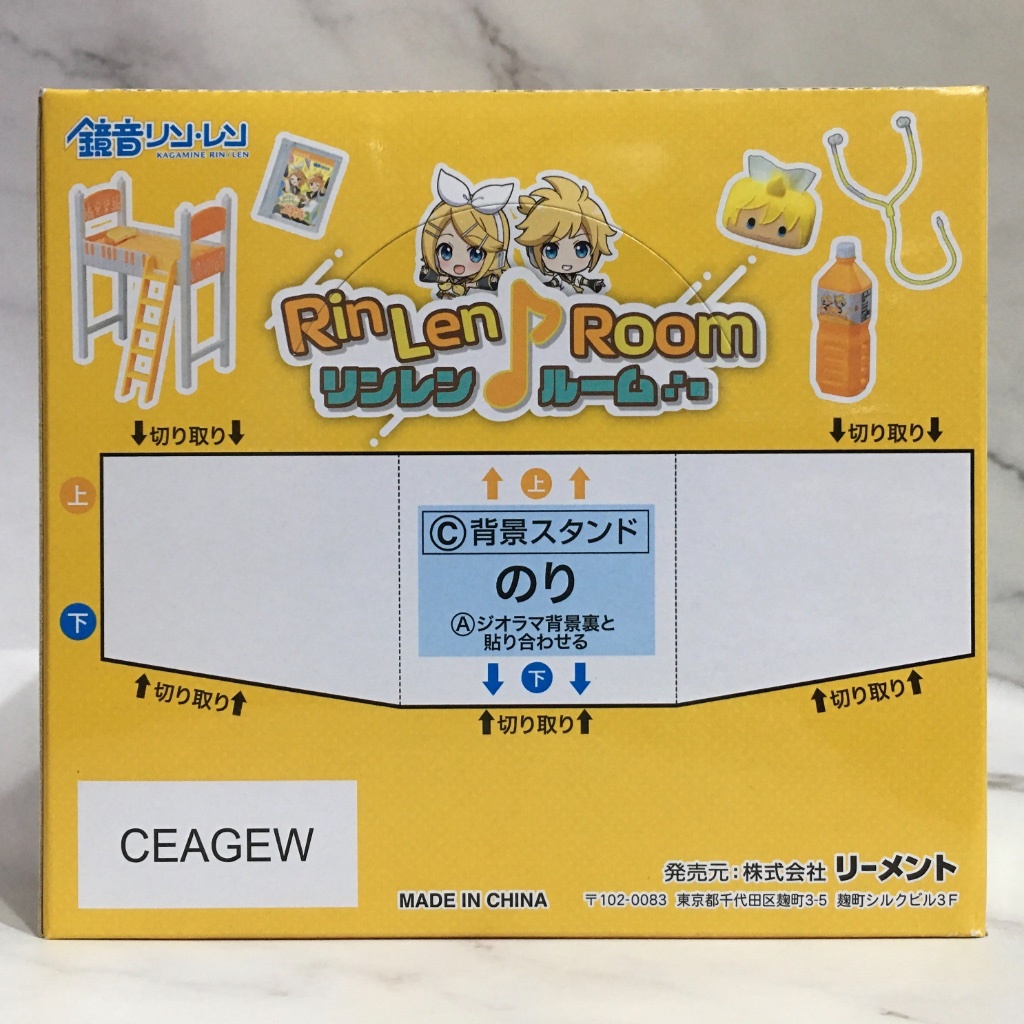 鏡音リン・レン
KAGAMINE RIN/LEN
Rin Len Room
リンレンルーム
↓切り取り↓
↓切り取り↓
上
↑上↑
Ⓒ背景スタンド
のり
Ⓐジオラマ背景裏と
貼り合わせる
下
↓下↓
↑切り取り↑
↑切り取り↑
↑切り取り↑
CEAGEW
発売元:株式会社 リーメント
MADE IN CHINA
〒102-0083 東京都千代田区麹町3-5 麹町シルクビル3F